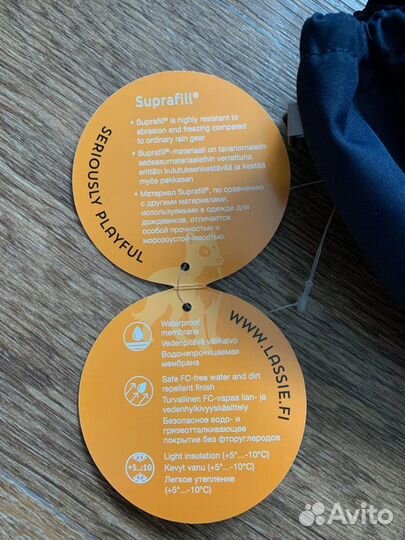 Suprafill®
• Suprafill® is highly resistant to
abrasion and freezing compared
to ordinary rain gear
• Suprafill®-materiaali on tavanomaisiin
sadeasumateriaaleihin verrattuna
erittäin kulutuksenkestävää ja kestää
myös pakkasen
• Материал Suprafill®, по сравнению
с другими материалами,
используемыми в одежде для
дождевиков, отличается
особой прочностью и
морозоустойчивостью.
SERIOUSLY PLAYFUL
WWW.LASSIE.FI
Waterproof
membrane
Vedenpitävä välikalvo
Водонепроницаемая
мембрана
Safe FC-free water and dirt
repellent finish
Turvallinen FC-vapaa lian- ja
vedenhylkivyyskäsittely
Безопасное водо- и
грязеотталкивающее
покрытие без фторуглеродов
+5...-10
Light insulation (+5°...-10°C)
Kevyt vanu (+5°...-10°C)
Легкое утепление
(+5°...-10°C)
Avito